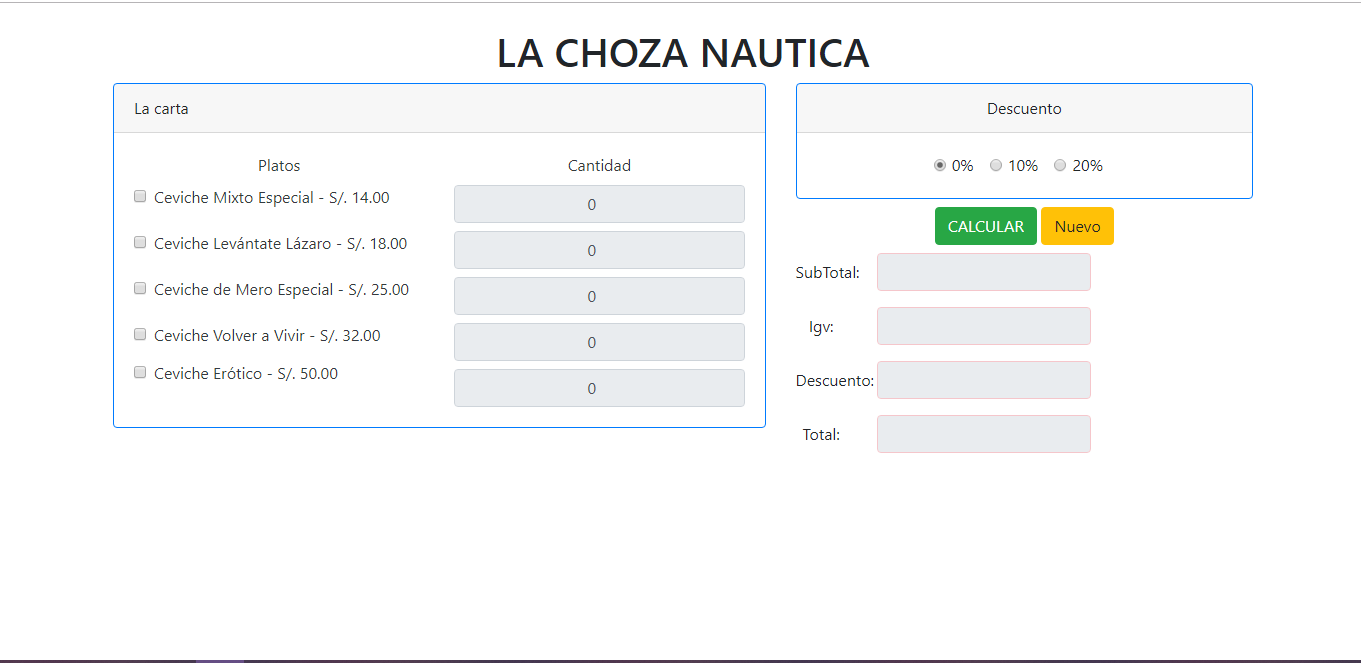 LA CHOZA NAUTICA
La carta
Platos Cantidad
Ceviche Mixto Especial - S/. 14.00 0
Ceviche Levántate Lázaro - S/. 18.00 0
Ceviche de Mero Especial - S/. 25.00 0
Ceviche Volver a Vivir - S/. 32.00 0
Ceviche Erótico - S/. 50.00 0
Descuento
0% 10% 20%
CALCULAR Nuevo
SubTotal:
Igv:
Descuento:
Total: